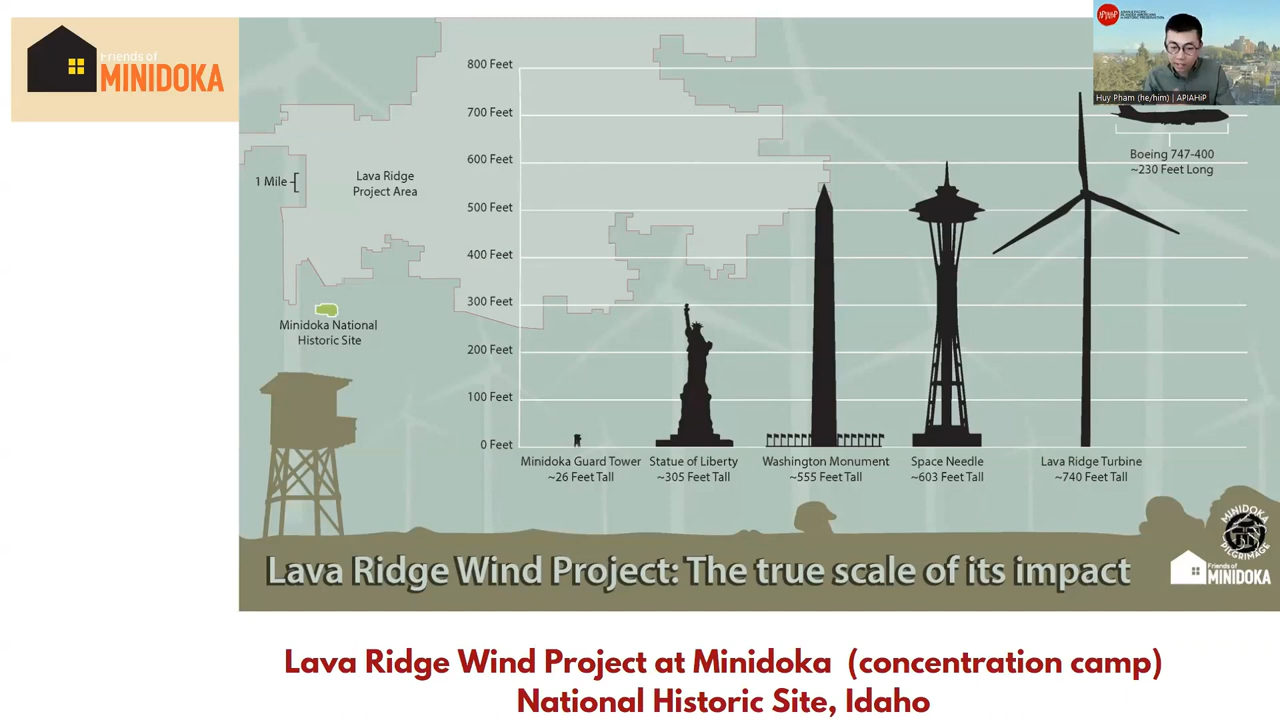 Friends of
MINIDOKA
Huy Pham (he/him) | APIAHiP
800 Feet
700 Feet
600 Feet
500 Feet
400 Feet
300 Feet
200 Feet
100 Feet
0 Feet
Boeing 747-400
~230 Feet Long
1 Mile
Lava Ridge
Project Area
Minidoka National
Historic Site
Minidoka Guard Tower
~26 Feet Tall
Statue of Liberty
~305 Feet Tall
Washington Monument
~555 Feet Tall
Space Needle
~603 Feet Tall
Lava Ridge Turbine
~740 Feet Tall
Lava Ridge Wind Project: The true scale of its impact
MINIDOKA
PILGRIMAGE
Friends of
MINIDOKA
Lava Ridge Wind Project at Minidoka (concentration camp)
National Historic Site, Idaho